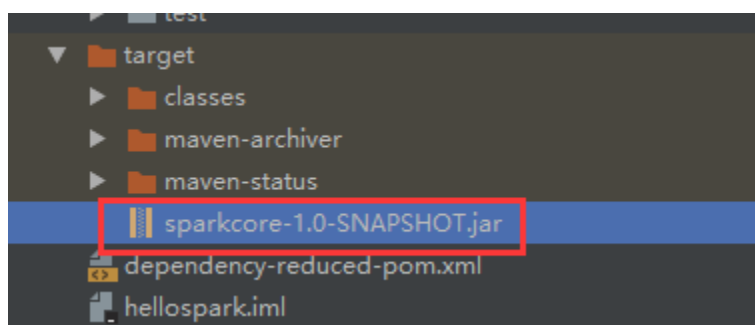 test
target
classes
maven-archiver
maven-status
sparkcore-1.0-SNAPSHOT.jar
dependency-reduced-pom.xml
hellospark.iml